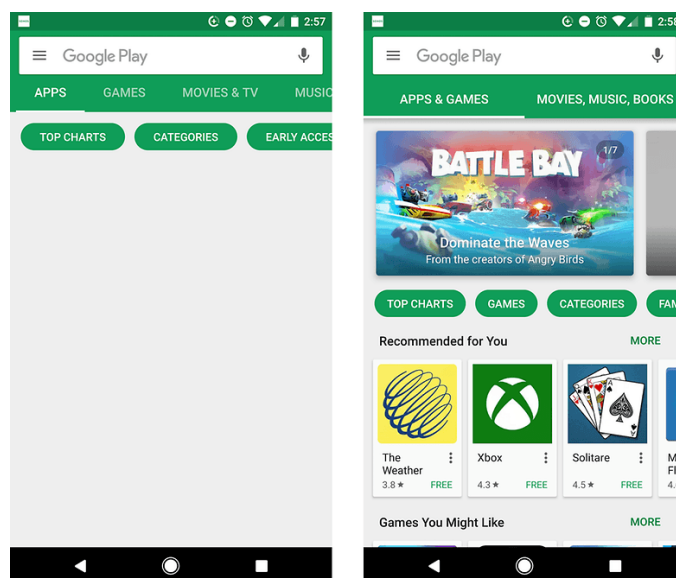 2:57
Google Play
APPS GAMES MOVIES & TV MUSIC
TOP CHARTS CATEGORIES EARLY ACCES
2:58
Google Play
APPS & GAMES MOVIES, MUSIC, BOOKS
BATTLE BAY
1/7
Dominate the Waves
From the creators of Angry Birds
TOP CHARTS GAMES CATEGORIES FAM
Recommended for You MORE
The Weather
3.8★ FREE
Xbox
4.3★ FREE
Solitare
4.5★ FREE
M
Fl
4.
Games You Might Like MORE